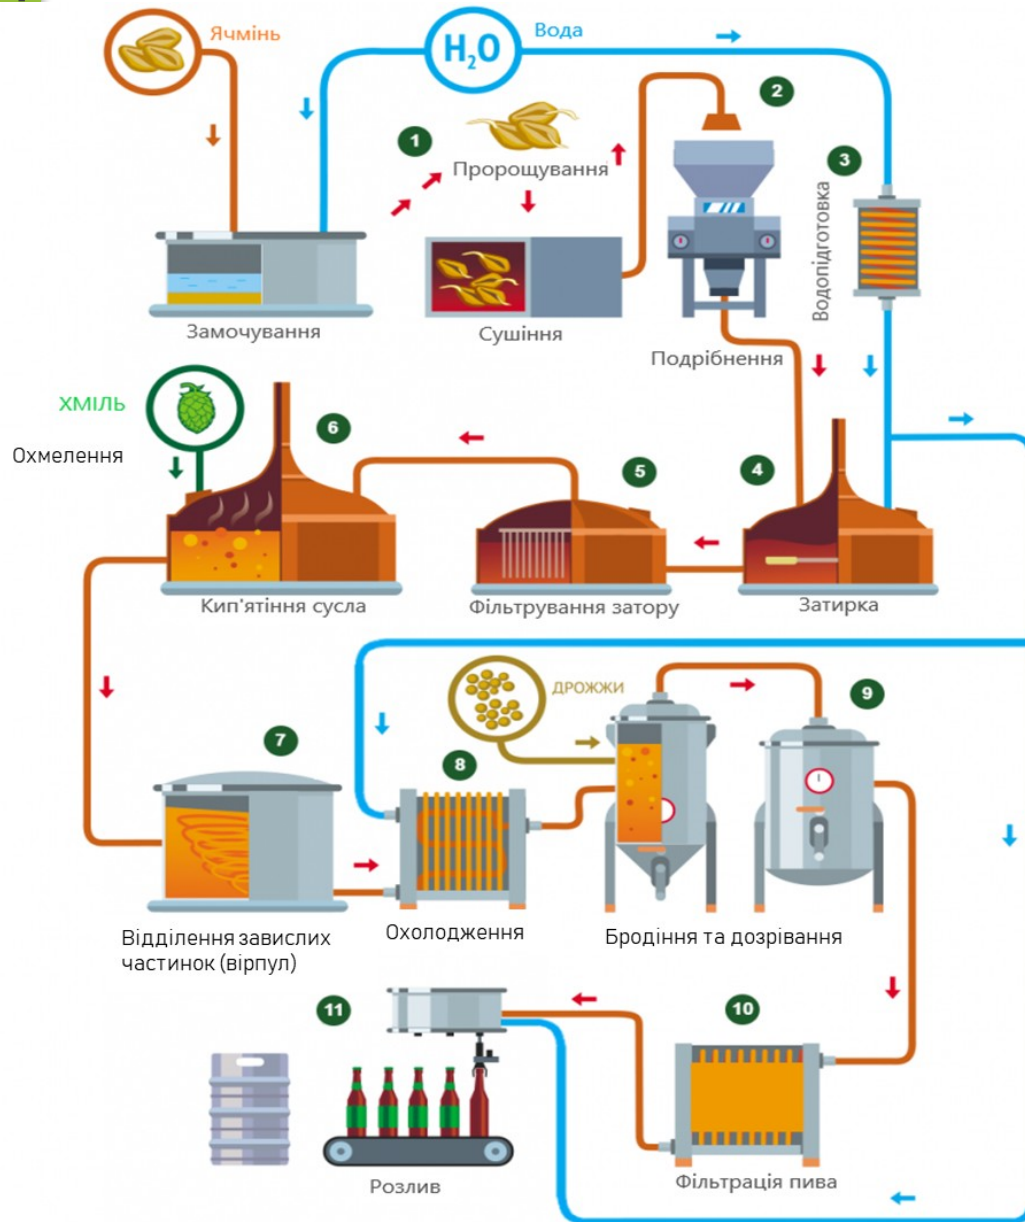 Ячмінь
H₂O
Вода
1
Пророщування
2
3
Водопідготовка
Замочування
Сушіння
Подрібнення
ХМІЛЬ
Охмелення
6
5
4
Кип'ятіння сусла
Фільтрування затору
Затирка
ДРОЖЖИ
9
7
8
Відділення завислих
частинок (вірпул)
Охолодження
Бродіння та дозрівання
11
10
Розлив
Фільтрація пива